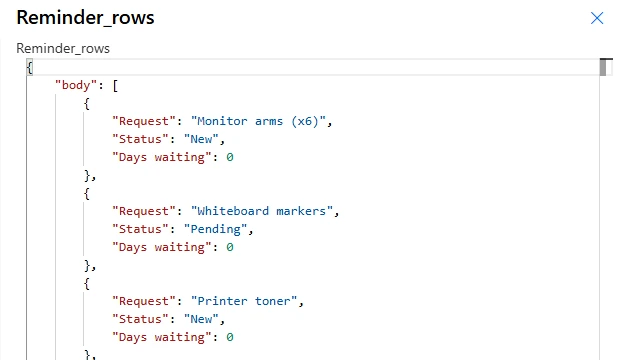 Reminder_rows
Reminder_rows
{
"body": [
{
"Request": "Monitor arms (x6)",
"Status": "New",
"Days waiting": 0
},
{
"Request": "Whiteboard markers",
"Status": "Pending",
"Days waiting": 0
},
{
"Request": "Printer toner",
"Status": "New",
"Days waiting": 0
},